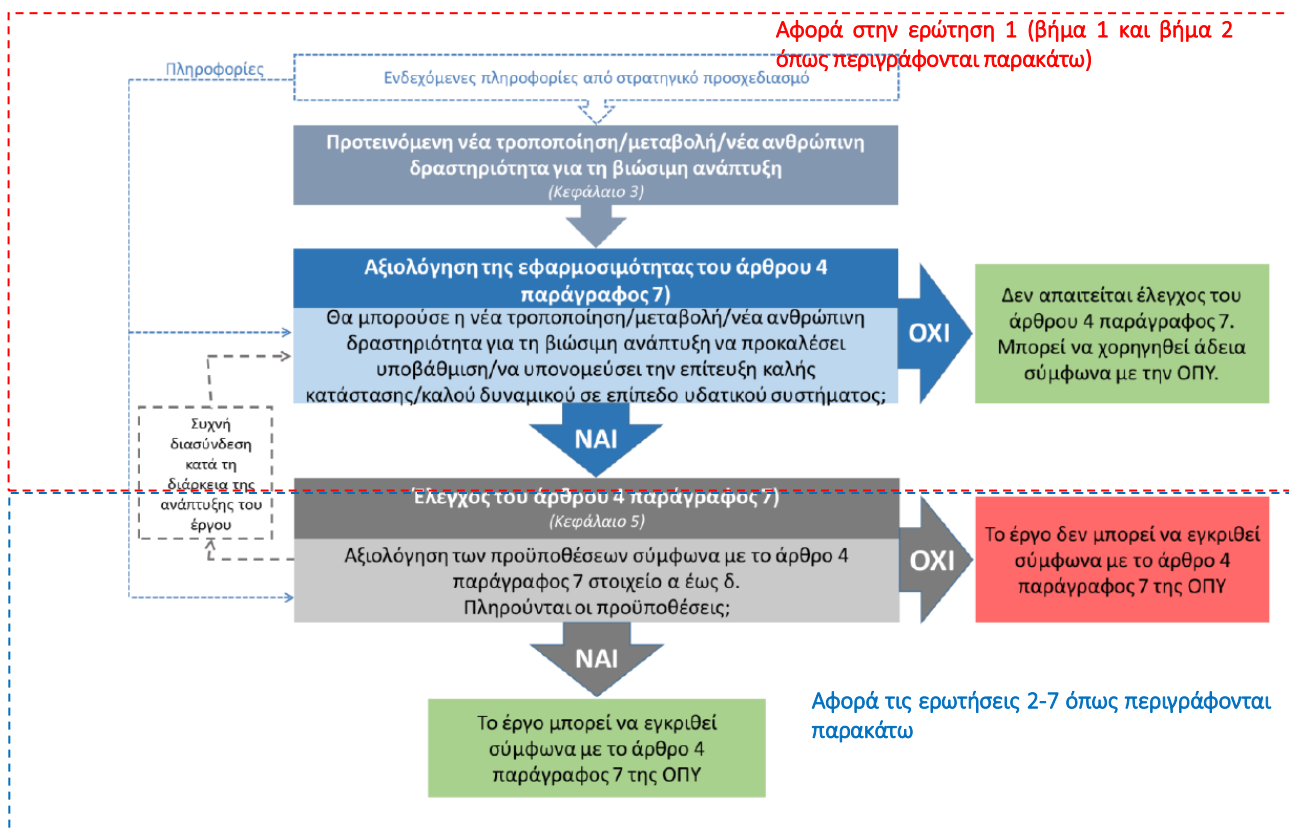 Αφορά στην ερώτηση 1 (βήμα 1 και βήμα 2
όπως περιγράφονται παρακάτω)
Πληροφορίες
Ενδεχόμενες πληροφορίες από στρατηγικό προσχεδιασμό
Προτεινόμενη νέα τροποποίηση/μεταβολή/νέα ανθρώπινη
δραστηριότητα για τη βιώσιμη ανάπτυξη
(Κεφάλαιο 3)
Αξιολόγηση της εφαρμοσιμότητας του άρθρου 4
παράγραφος 7)
Θα μπορούσε η νέα τροποποίηση/μεταβολή/νέα ανθρώπινη
δραστηριότητα για τη βιώσιμη ανάπτυξη να προκαλέσει
υποβάθμιση/να υπονομεύσει την επίτευξη καλής
κατάστασης/καλού δυναμικού σε επίπεδο υδατικού συστήματος;
ΟΧΙ
Δεν απαιτείται έλεγχος του
άρθρου 4 παράγραφος 7.
Μπορεί να χορηγηθεί άδεια
σύμφωνα με την ΟΠΥ.
ΝΑΙ
Συχνή
διασύνδεση
κατά τη
διάρκεια της
ανάπτυξης του
έργου
Έλεγχος του άρθρου 4 παράγραφος 7)
(Κεφάλαιο 5)
Αξιολόγηση των προϋποθέσεων σύμφωνα με το άρθρο 4
παράγραφος 7 στοιχείο α έως δ.
Πληρούνται οι προϋποθέσεις;
ΟΧΙ
Το έργο δεν μπορεί να εγκριθεί
σύμφωνα με το άρθρο 4
παράγραφος 7 της ΟΠΥ
ΝΑΙ
Το έργο μπορεί να εγκριθεί
σύμφωνα με το άρθρο 4
παράγραφος 7 της ΟΠΥ
Αφορά τις ερωτήσεις 2-7 όπως περιγράφονται
παρακάτω